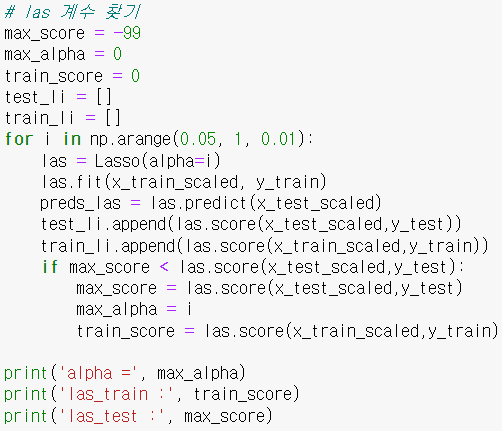 # las 계수 찾기
max_score = -99
max_alpha = 0
train_score = 0
test_li = []
train_li = []
for i in np.arange(0.05, 1, 0.01):
    las = Lasso(alpha=i)
    las.fit(x_train_scaled, y_train)
    preds_las = las.predict(x_test_scaled)
    test_li.append(las.score(x_test_scaled,y_test))
    train_li.append(las.score(x_train_scaled,y_train))
    if max_score < las.score(x_test_scaled,y_test):
        max_score = las.score(x_test_scaled,y_test)
        max_alpha = i
        train_score = las.score(x_train_scaled,y_train)

print('alpha =', max_alpha)
print('las_train :', train_score)
print('las_test :', max_score)